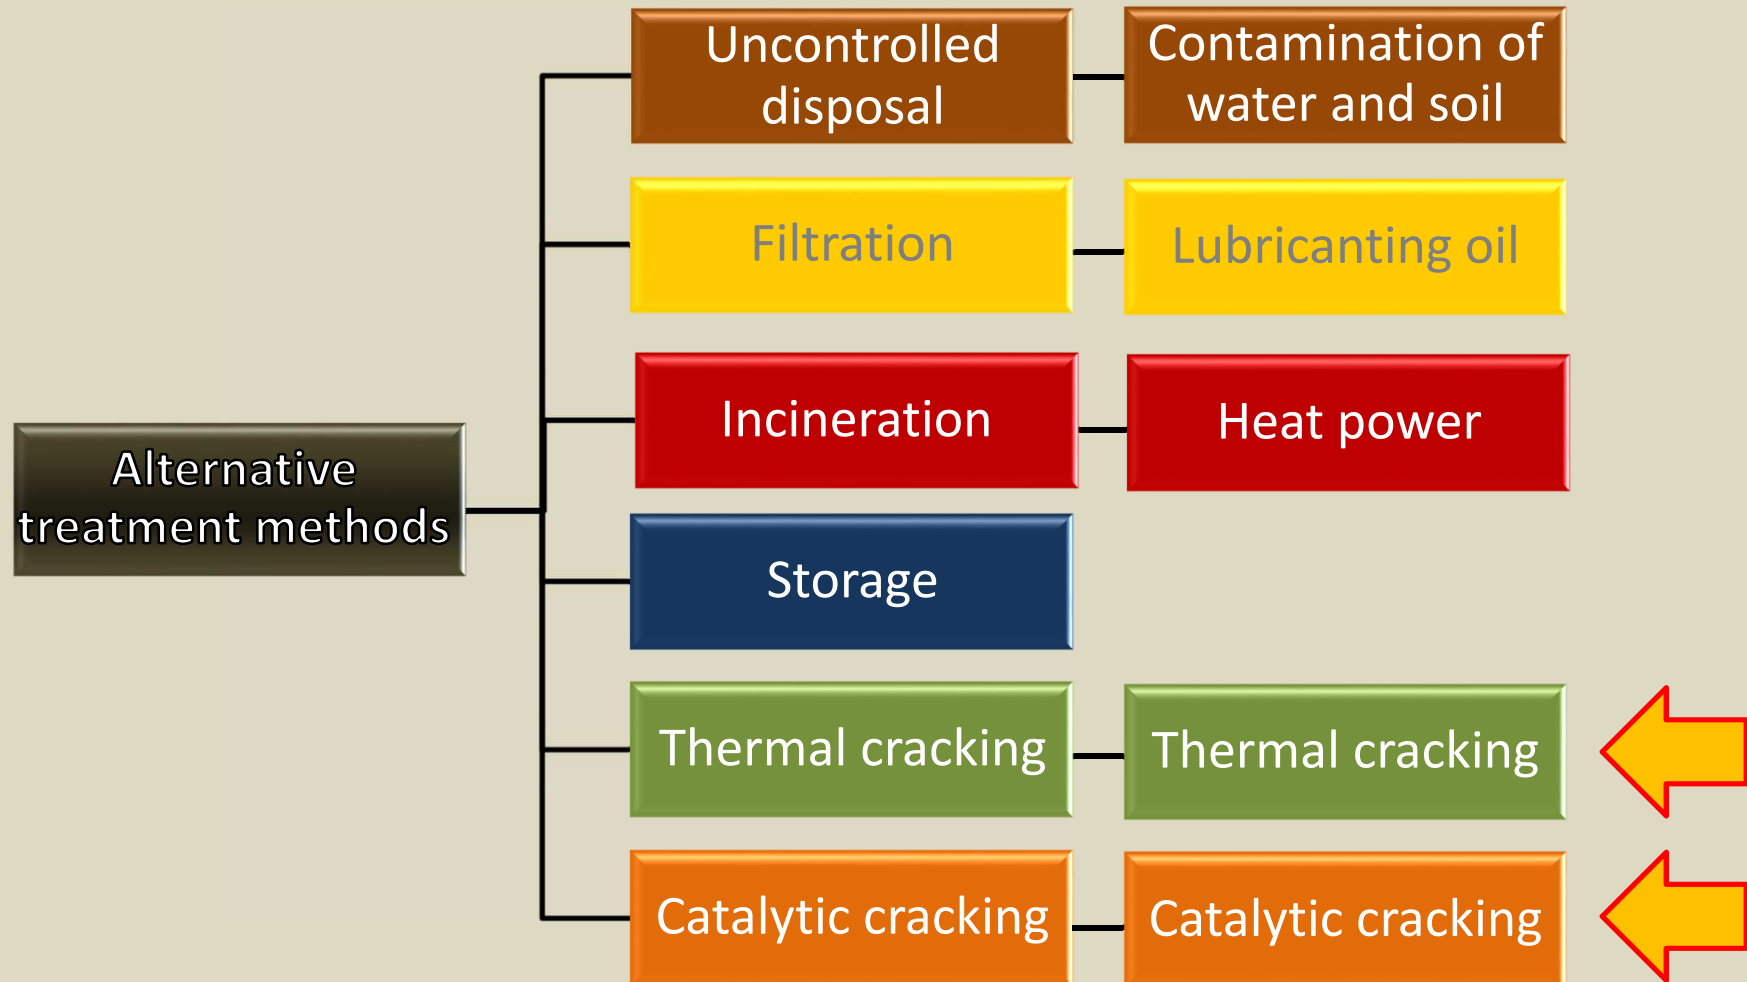 Uncontrolled
disposal
Contamination of
water and soil
Filtration
Lubricanting oil
Incineration
Heat power
Alternative
treatment methods
Storage
Thermal cracking
Thermal cracking
Catalytic cracking
Catalytic cracking